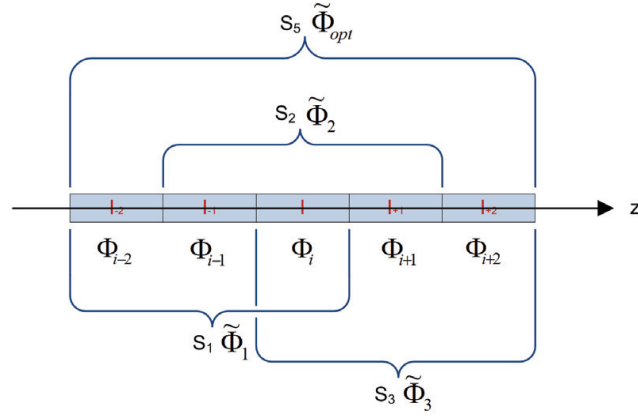 S₅ Φ̃ₒₚₜ
S₂ Φ̃₂
I₋₂ I₋₁ I I₊₁ I₊₂ z
Φᵢ₋₂ Φᵢ₋₁ Φᵢ Φᵢ₊₁ Φᵢ₊₂
S₁ Φ̃₁
S₃ Φ̃₃